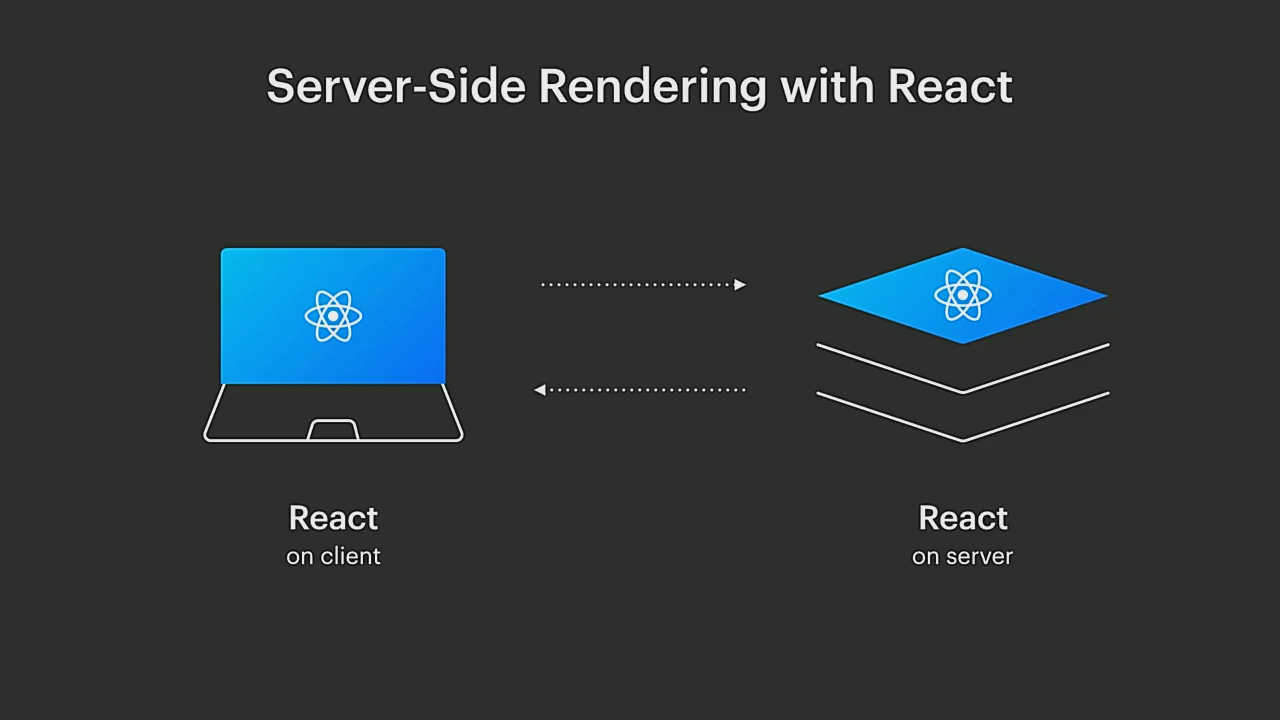 Server-Side Rendering with React
React
on client
React
on server